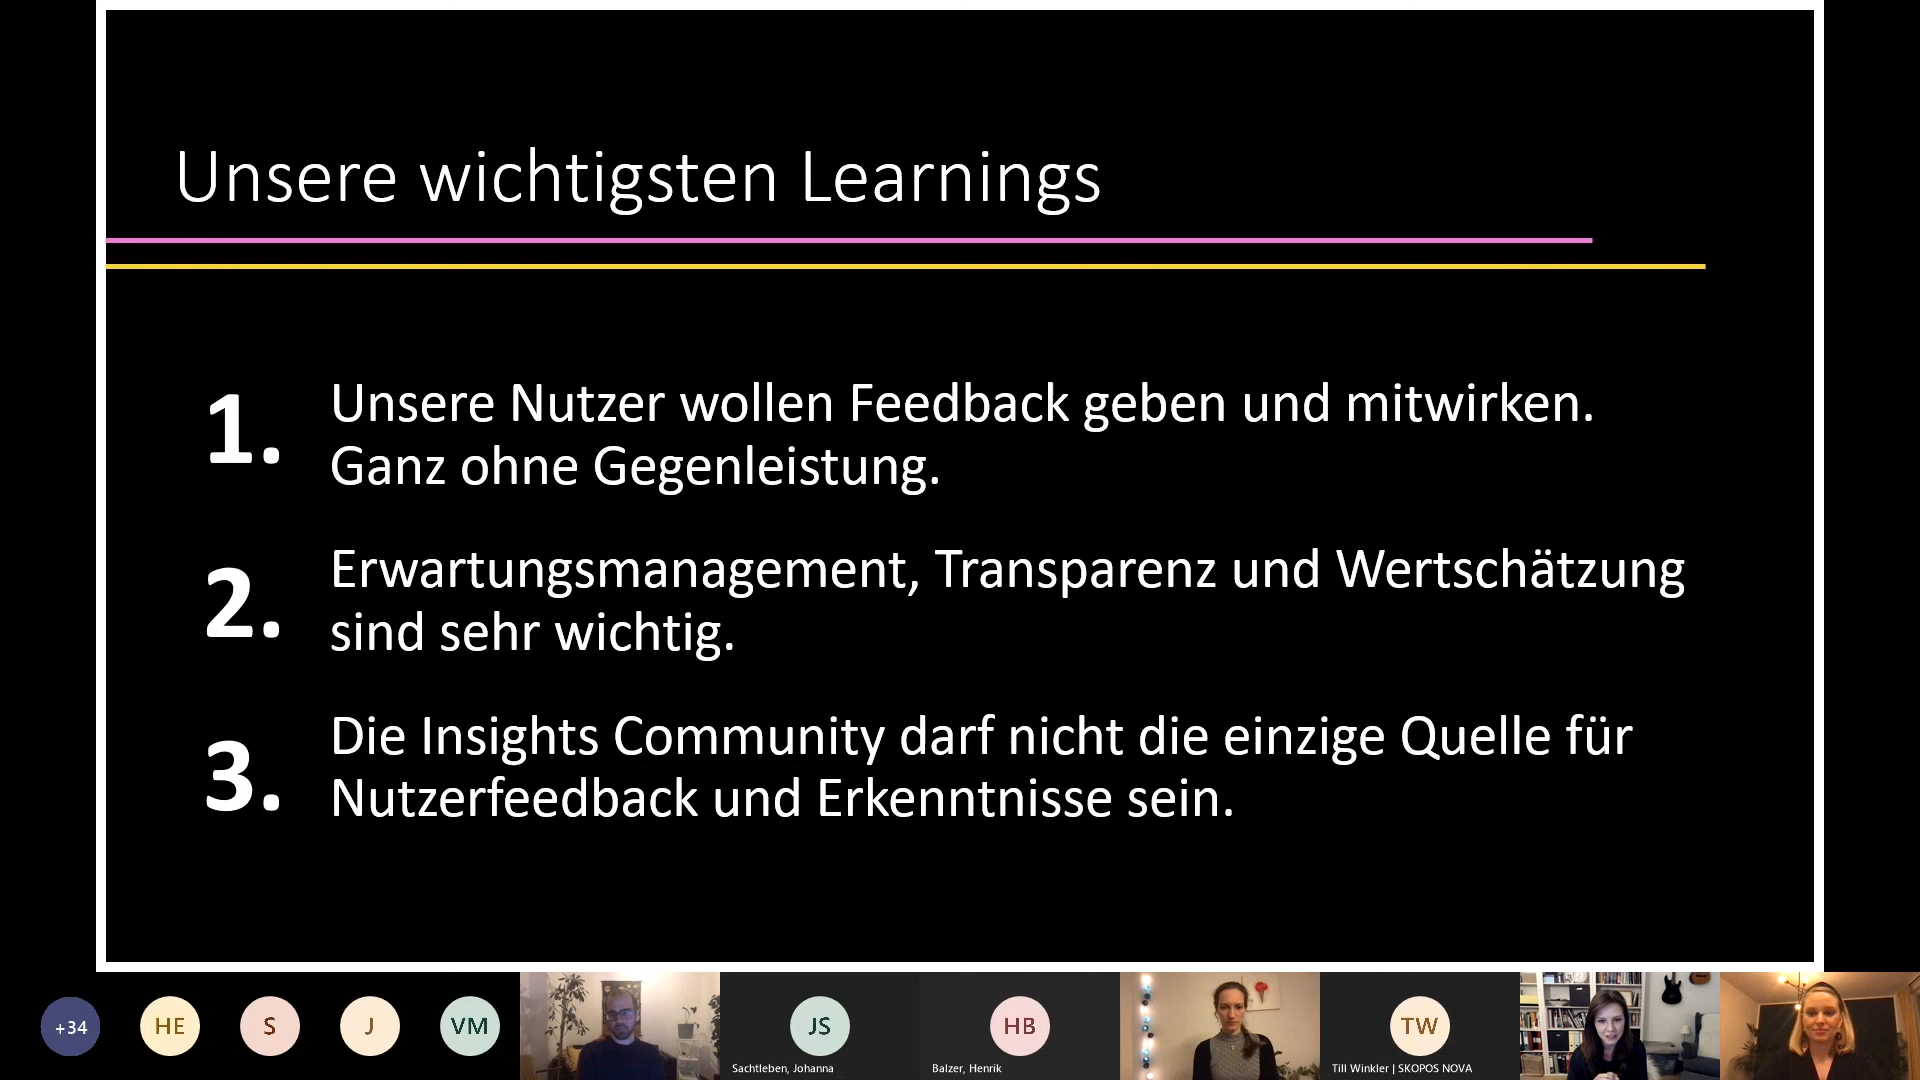 Unsere wichtigsten Learnings
1.
Unsere Nutzer wollen Feedback geben und mitwirken.
Ganz ohne Gegenleistung.
2.
Erwartungsmanagement, Transparenz und Wertschätzung
sind sehr wichtig.
3.
Die Insights Community darf nicht die einzige Quelle für
Nutzerfeedback und Erkenntnisse sein.
+34
HE
S
J
VM
JS
Sachtleben, Johanna
HB
Balzer, Henrik
TW
Till Winkler | SKOPOS NOVA